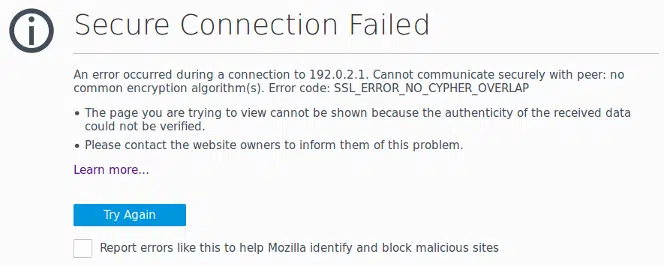 Secure Connection Failed
An error occurred during a connection to 192.0.2.1. Cannot communicate securely with peer: no
common encryption algorithm(s). Error code: SSL_ERROR_NO_CYPHER_OVERLAP
• The page you are trying to view cannot be shown because the authenticity of the received data
could not be verified.
• Please contact the website owners to inform them of this problem.
Learn more...
Try Again
Report errors like this to help Mozilla identify and block malicious sites